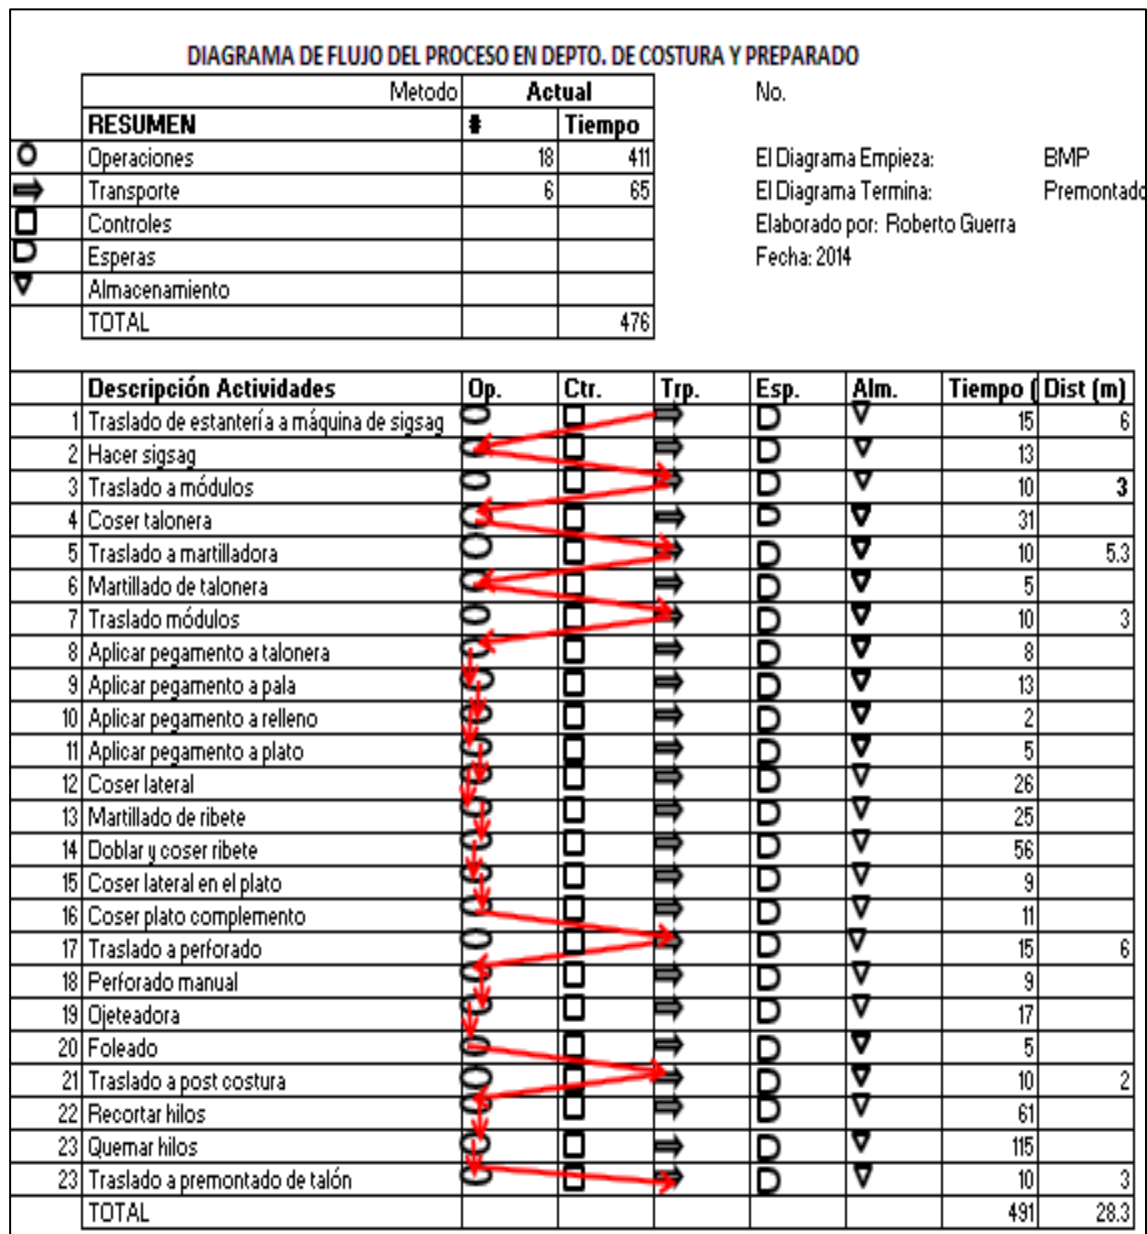 DIAGRAMA DE FLUJO DEL PROCESO EN DEPTO. DE COSTURA Y PREPARADO
Metodo Actual No.
RESUMEN # Tiempo
Operaciones 18 411 El Diagrama Empieza: BMP
Transporte 6 65 El Diagrama Termina: Premontado
Controles Elaborado por: Roberto Guerra
Esperas Fecha: 2014
Almacenamiento
TOTAL 476
Descripción Actividades Op. Ctr. Trp. Esp. Alm. Tiempo ( Dist (m)
1 Traslado de estantería a máquina de sigsag 15 6
2 Hacer sigsag 13
3 Traslado a módulos 10 3
4 Coser talonera 31
5 Traslado a martilladora 10 5.3
6 Martillado de talonera 5
7 Traslado módulos 10 3
8 Aplicar pegamento a talonera 8
9 Aplicar pegamento a pala 13
10 Aplicar pegamento a relleno 2
11 Aplicar pegamento a plato 5
12 Coser lateral 26
13 Martillado de ribete 25
14 Doblar y coser ribete 56
15 Coser lateral en el plato 9
16 Coser plato complemento 11
17 Traslado a perforado 15 6
18 Perforado manual 9
19 Ojeteadora 17
20 Foleado 5
21 Traslado a post costura 10 2
22 Recortar hilos 61
23 Quemar hilos 115
23 Traslado a premontado de talón 10 3
TOTAL 491 28.3